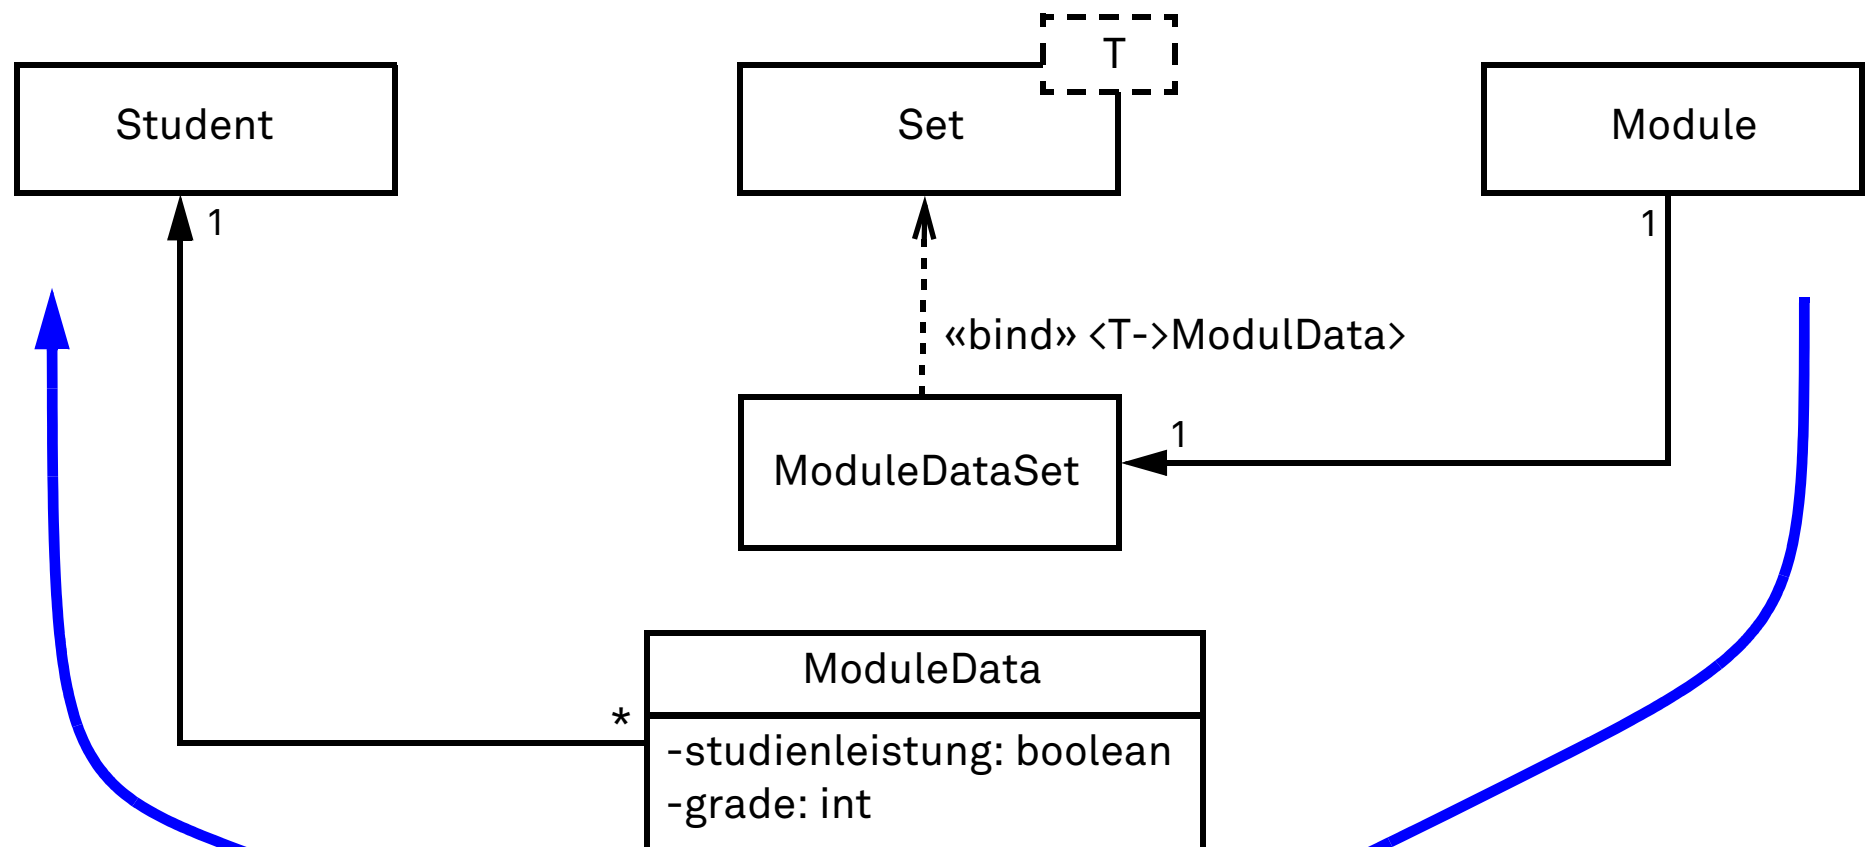 T
Student
Set
Module
1
1
«bind» <T->ModulData>
1
ModuleDataSet
ModuleData
*
-studienleistung: boolean
-grade: int